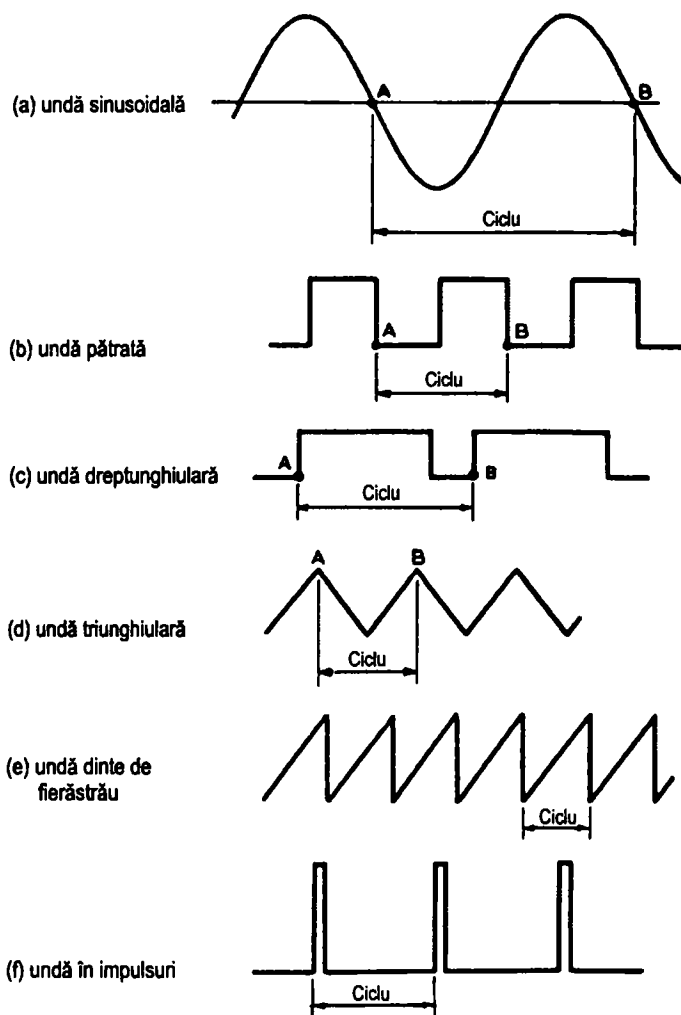 A
B
(a) undă sinusoidală
Ciclu
A
B
(b) undă pătrată
Ciclu
A
B
(c) undă dreptunghiulară
Ciclu
A
B
(d) undă triunghiulară
Ciclu
(e) undă dinte de
fierăstrău
Ciclu
(f) undă în impulsuri
Ciclu